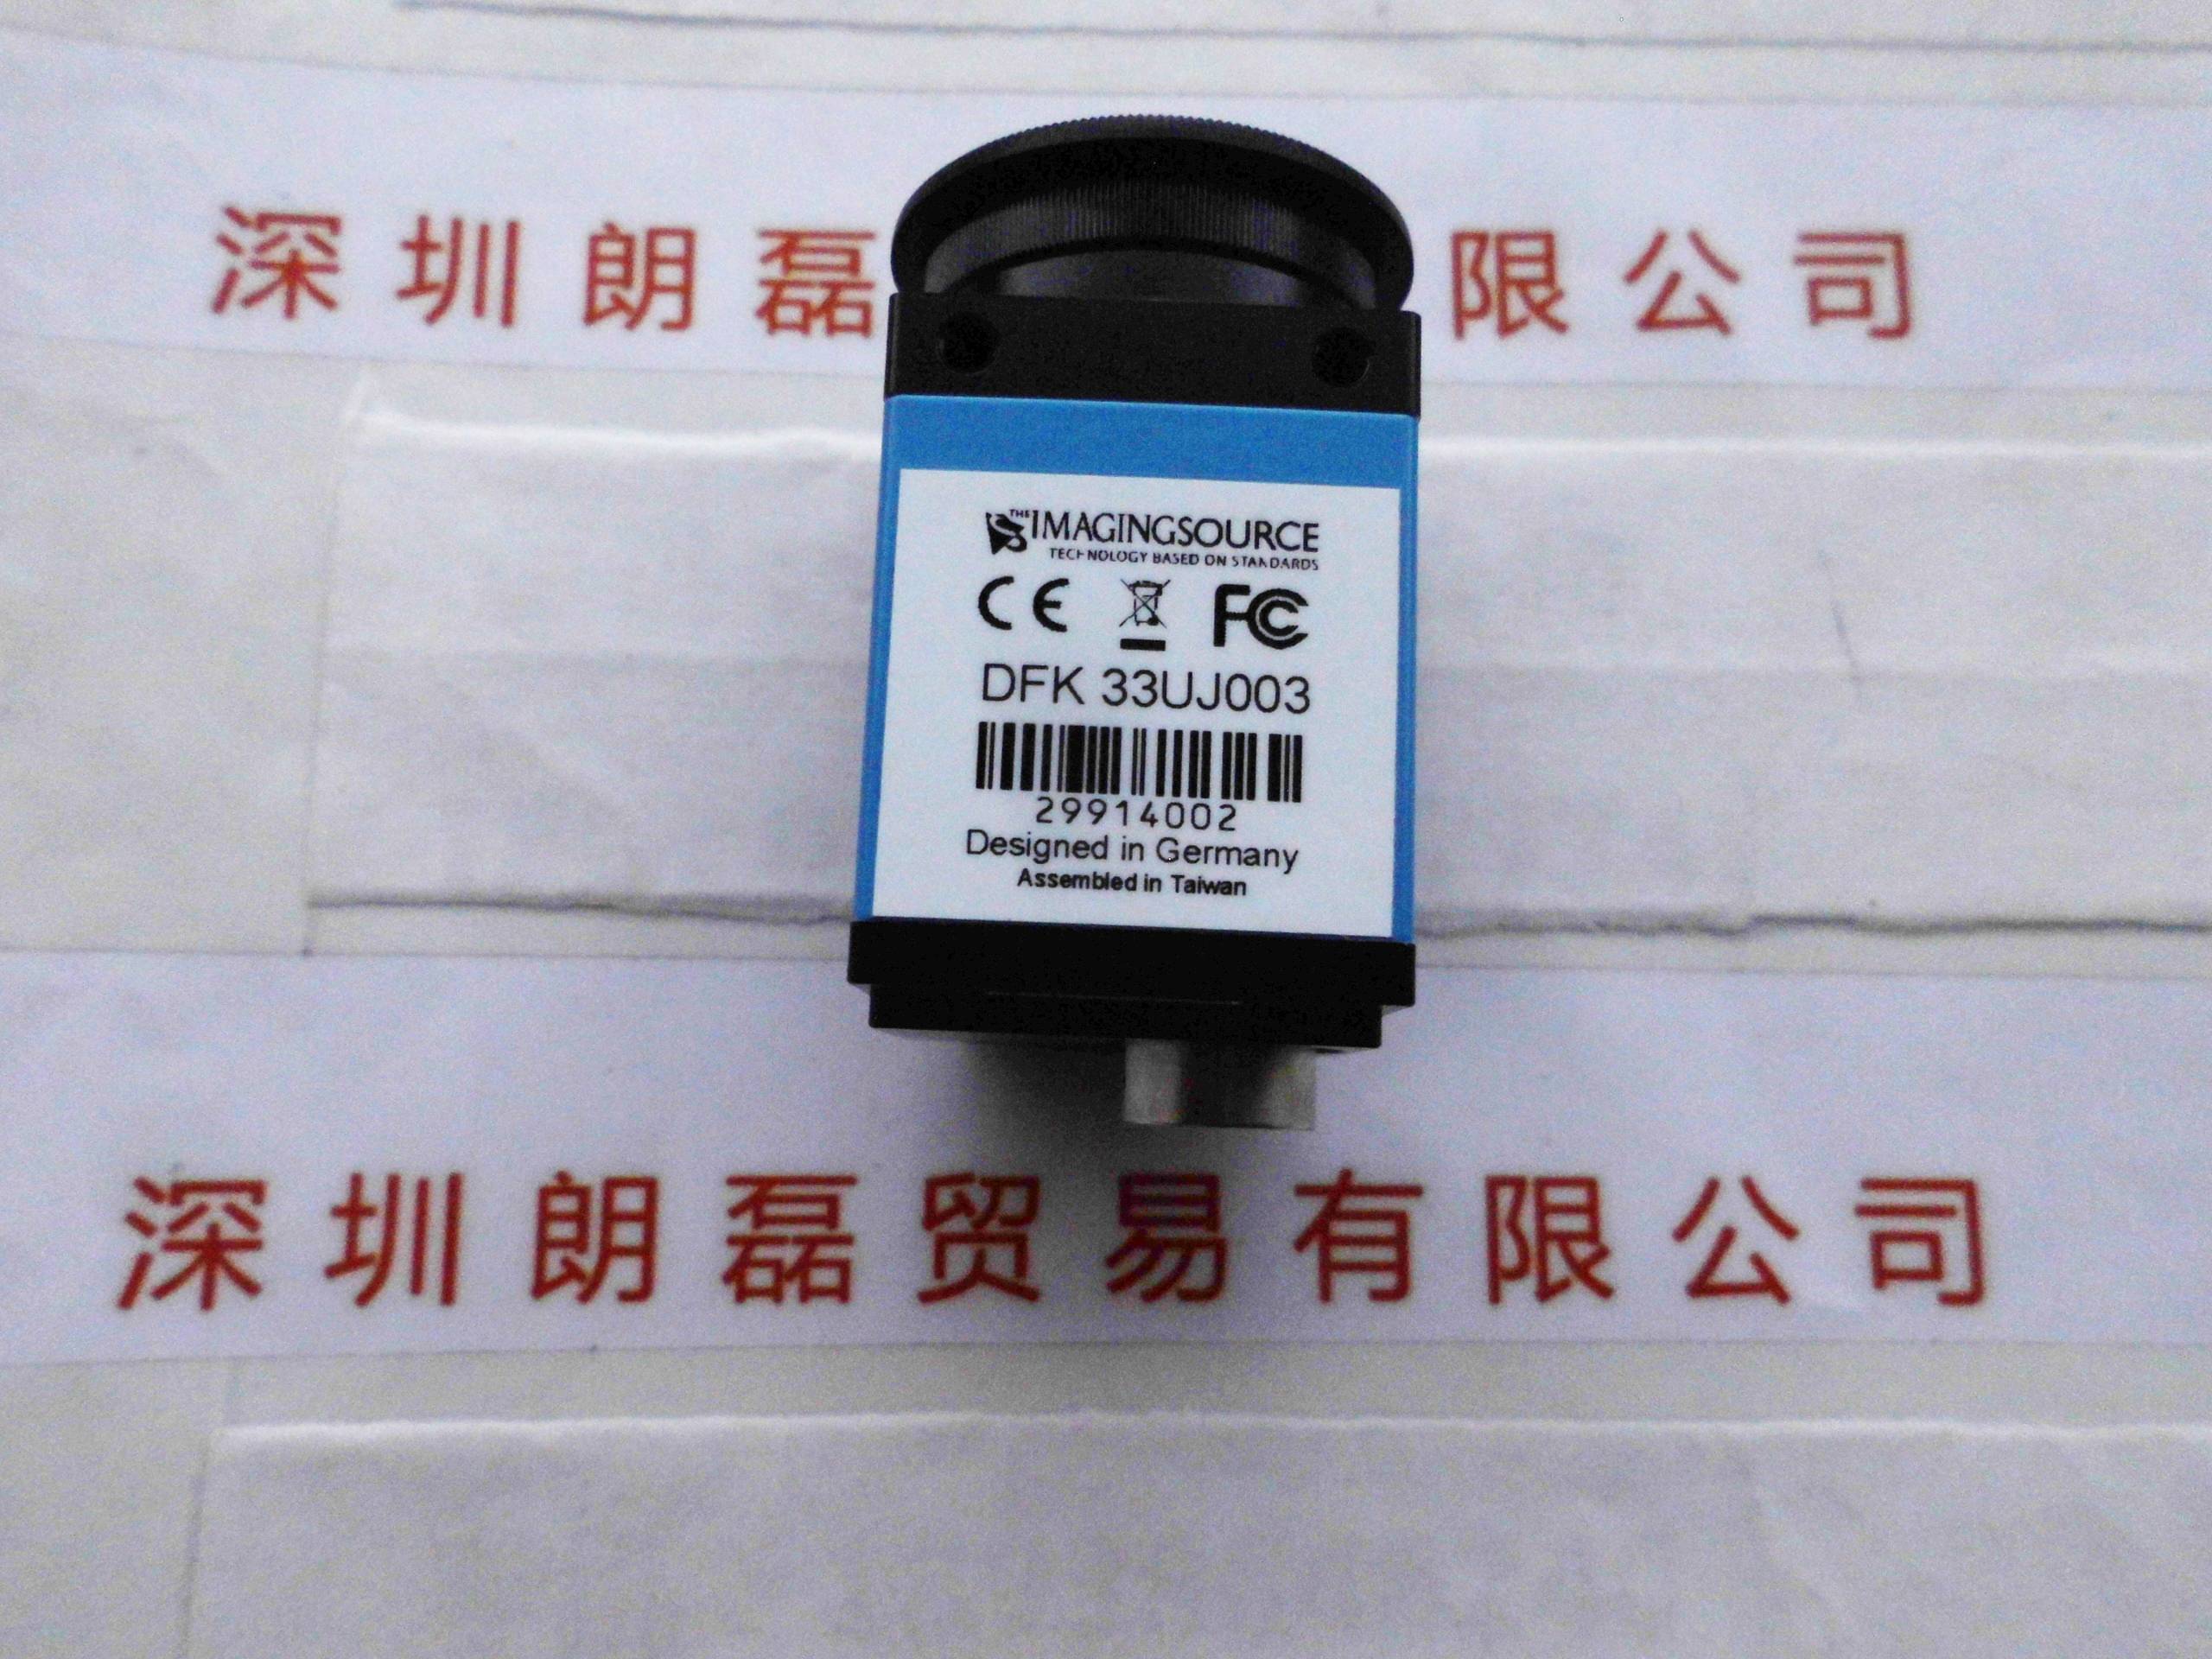 深圳朗磊
限公司
THE IMAGINGSOURCE
TECHNOLOGY BASED ON STANDARDS
CE FC
DFK 33UJ003
29914002
Designed in Germany
Assembled in Taiwan
深圳朗磊贸易有限公司